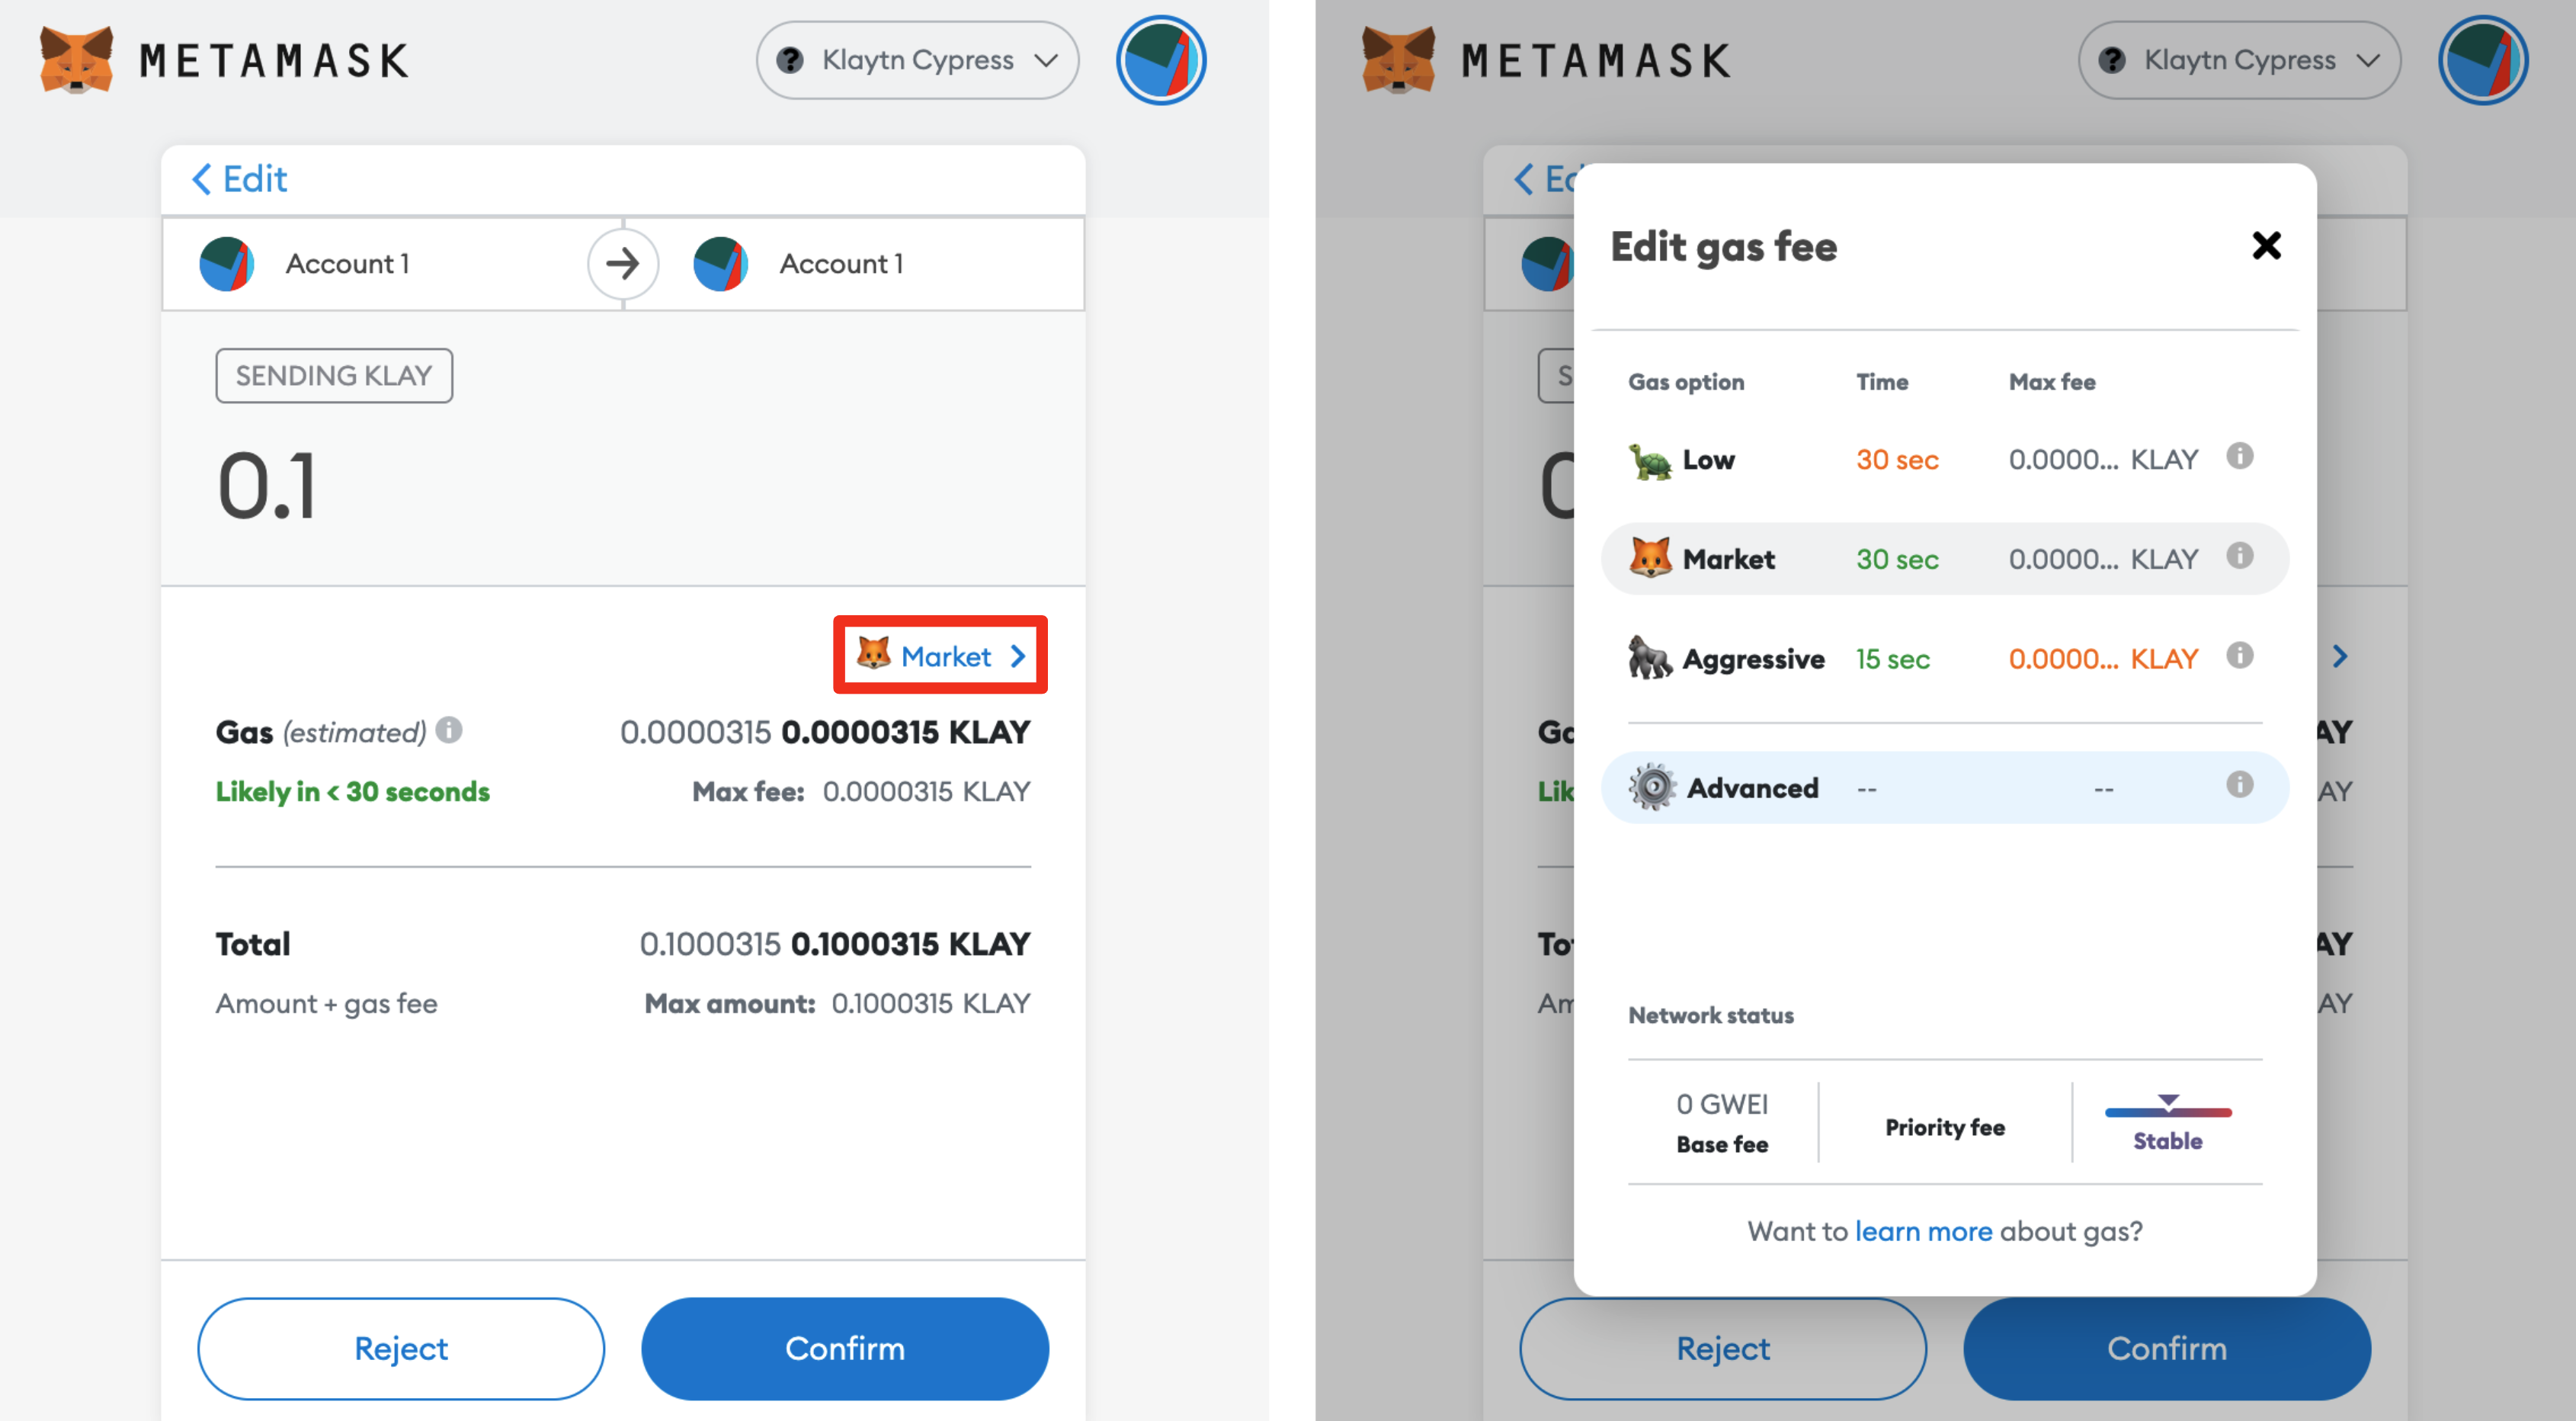 METAMASK
? Klaytn Cypress
Edit
Account 1
Account 1
SENDING KLAY
0.1
Market
Gas (estimated) i 0.0000315 0.0000315 KLAY
Likely in < 30 seconds Max fee: 0.0000315 KLAY
Total 0.1000315 0.1000315 KLAY
Amount + gas fee Max amount: 0.1000315 KLAY
Reject Confirm
METAMASK
? Klaytn Cypress
Edit gas fee
Gas option Time Max fee
Low 30 sec 0.0000... KLAY i
Market 30 sec 0.0000... KLAY i
Aggressive 15 sec 0.0000... KLAY i
Advanced -- -- i
Network status
0 GWEI
Base fee
Priority fee
Stable
Want to learn more about gas?
Reject Confirm